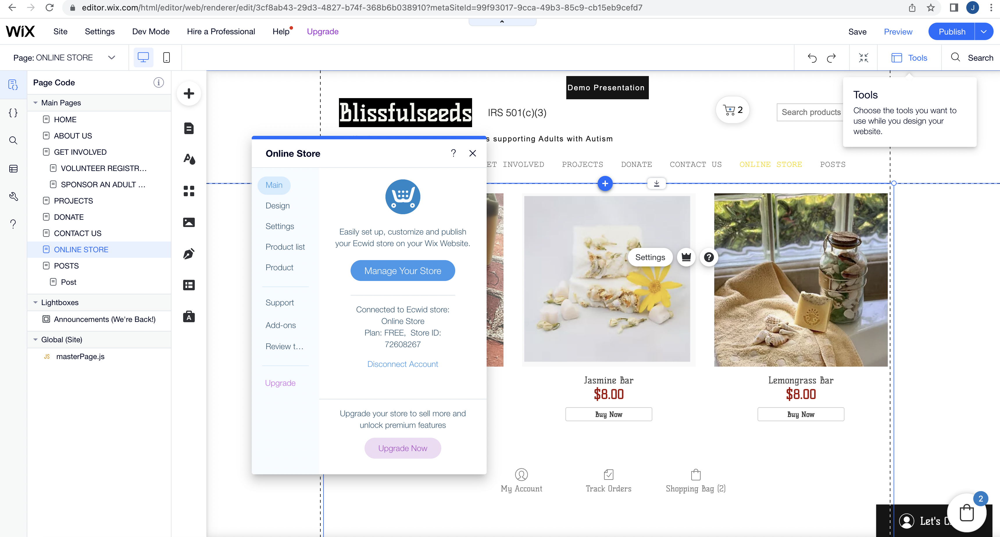 editor.wix.com/html/editor/web/renderer/edit/3cf8ab43-29d3-4827-b74f-368b6b038910?metaSiteId=99f93017-9cca-49b3-85c9-cb15eb9cefd7
J
WiX
Site
Settings
Dev Mode
Hire a Professional
Help
Upgrade
Save
Preview
Publish
Page: ONLINE STORE
Tools
Search
Page Code
Main Pages
HOME
ABOUT US
GET INVOLVED
VOLUNTEER REGISTR...
SPONSOR AN ADULT ...
PROJECTS
DONATE
CONTACT US
ONLINE STORE
POSTS
Post
Lightboxes
Announcements (We're Back!)
Global (Site)
JS masterPage.js
Demo Presentation
Blissfulseeds
IRS 501(c)(3)
2
Search products
Tools
Choose the tools you want to
use while you design your
website.
s supporting Adults with Autism
ET INVOLVED
PROJECTS
DONATE
CONTACT US
ONLINE STORE
POSTS
Online Store
?
Main
Design
Settings
Product list
Product
Support
Add-ons
Review t...
Upgrade
Easily set up, customize and publish
your Ecwid store on your Wix Website.
Manage Your Store
Connected to Ecwid store:
Online Store
Plan: FREE, Store ID:
72608267
Disconnect Account
Upgrade your store to sell more and
unlock premium features
Upgrade Now
Settings
?
Jasmine Bar
$8.00
Buy Now
Lemongrass Bar
$8.00
Buy Now
My Account
Track Orders
Shopping Bag (2)
Let's C
2